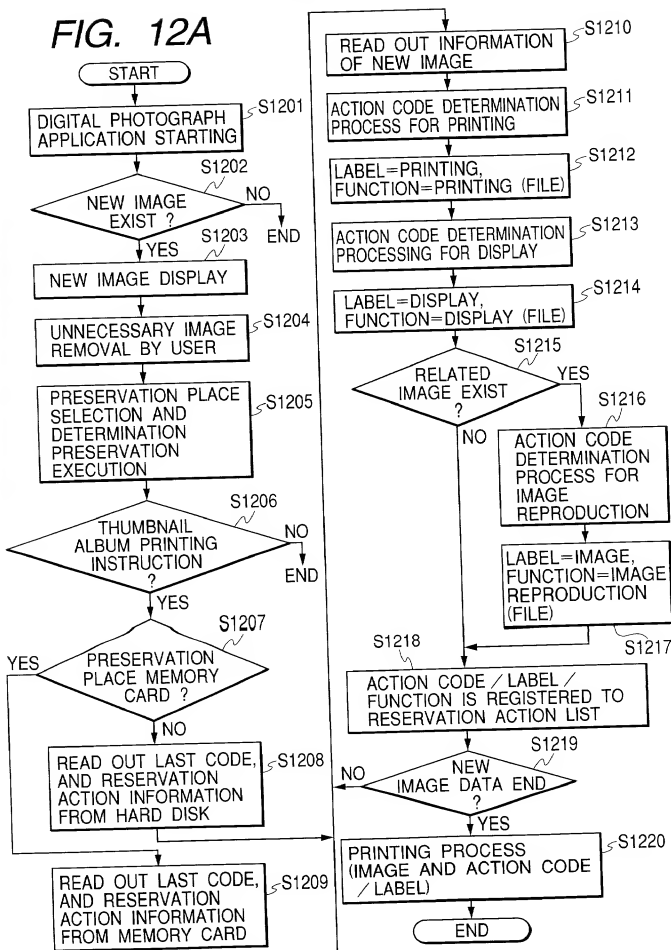 FIG. 12A
START
DIGITAL PHOTOGRAPH
APPLICATION STARTING
S1201
S1202
NEW IMAGE
EXIST ?
NO
END
YES
S1203
NEW IMAGE DISPLAY
UNNECESSARY IMAGE
REMOVAL BY USER
S1204
PRESERVATION PLACE
SELECTION AND
DETERMINATION
PRESERVATION
EXECUTION
S1205
S1206
THUMBNAIL
ALBUM PRINTING
INSTRUCTION
?
NO
END
YES
S1207
YES
PRESERVATION
PLACE MEMORY
CARD ?
NO
READ OUT LAST CODE,
AND RESERVATION
ACTION INFORMATION
FROM HARD DISK
S1208
READ OUT LAST CODE,
AND RESERVATION
ACTION INFORMATION
FROM MEMORY CARD
S1209
READ OUT INFORMATION
OF NEW IMAGE
S1210
ACTION CODE DETERMINATION
PROCESS FOR PRINTING
S1211
LABEL=PRINTING,
FUNCTION=PRINTING (FILE)
S1212
ACTION CODE DETERMINATION
PROCESSING FOR DISPLAY
S1213
LABEL=DISPLAY,
FUNCTION=DISPLAY (FILE)
S1214
S1215
RELATED
IMAGE EXIST
?
YES
NO
S1216
ACTION CODE
DETERMINATION
PROCESS FOR
IMAGE
REPRODUCTION
LABEL=IMAGE,
FUNCTION=IMAGE
REPRODUCTION
(FILE)
S1217
S1218
ACTION CODE / LABEL /
FUNCTION IS REGISTERED TO
RESERVATION ACTION LIST
S1219
NO
NEW
IMAGE DATA END
?
YES
PRINTING PROCESS
(IMAGE AND ACTION CODE
/ LABEL)
S1220
END